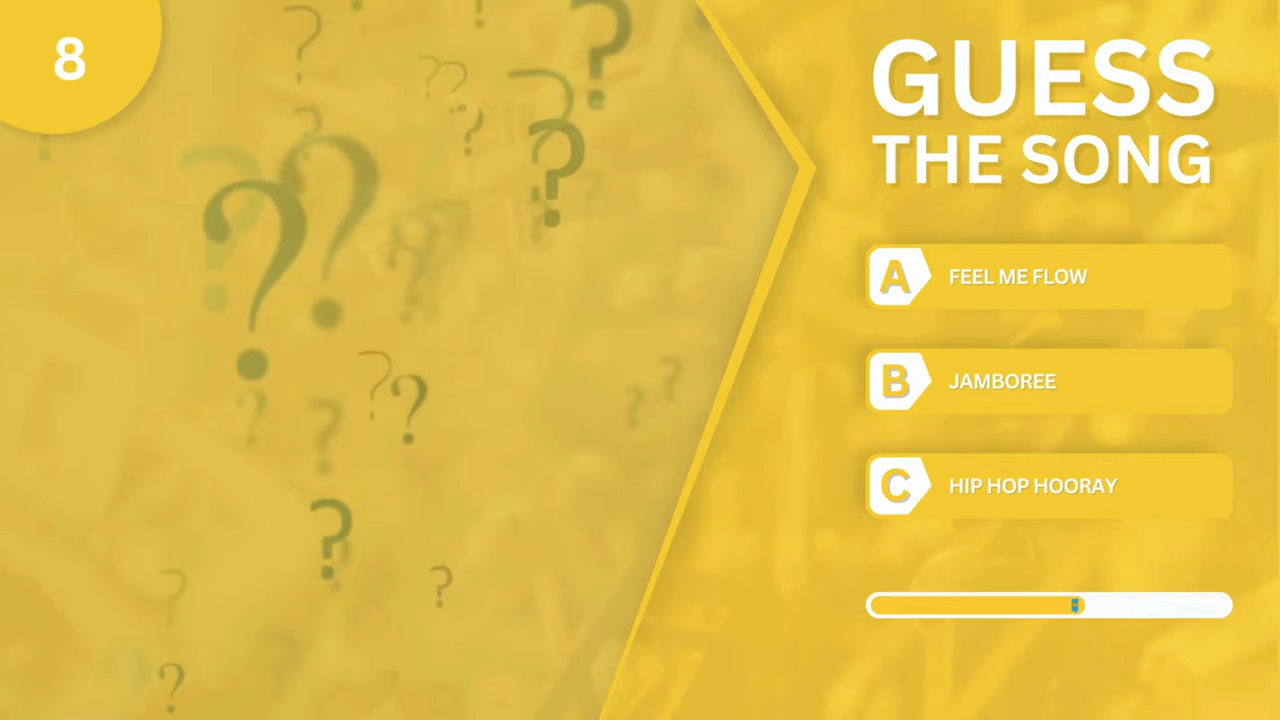 8
GUESS
THE SONG
A FEEL ME FLOW
B JAMBOREE
C HIP HOP HOORAY